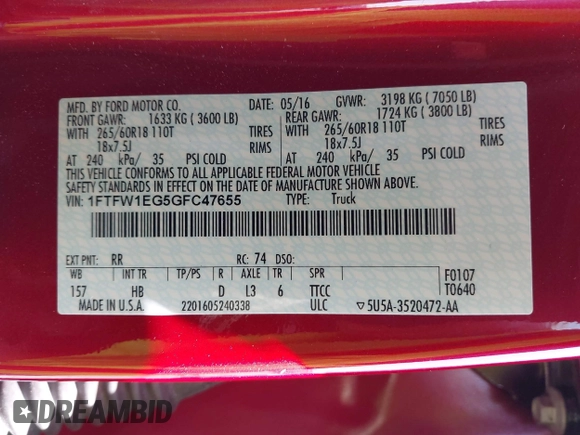 MFD. BY FORD MOTOR CO. DATE: 05/16 GVWR: 3198 KG ( 7050 LB)
FRONT GAWR: 1633 KG ( 3600 LB) REAR GAWR: 1724 KG ( 3800 LB)
WITH 265/60R18 110T TIRES WITH 265/60R18 110T TIRES
18x7.5J RIMS 18x7.5J RIMS
AT 240 kPa/ 35 PSI COLD AT 240 kPa/ 35 PSI COLD
THIS VEHICLE CONFORMS TO ALL APPLICABLE FEDERAL MOTOR VEHICLE
SAFETY STANDARDS IN EFFECT ON THE DATE OF MANUFACTURE SHOWN ABOVE.
VIN: 1FTFW1EG5GFC47655 TYPE: Truck
EXT PNT: RR RC: 74 DSO:
WB INT TR TP/PS R AXLE TR SPR F0107
157 HB D L3 6 TTCC T0640
MADE IN U.S.A. 2201605240338 ULC ▽5U5A-3520472-AA
DREAMBID